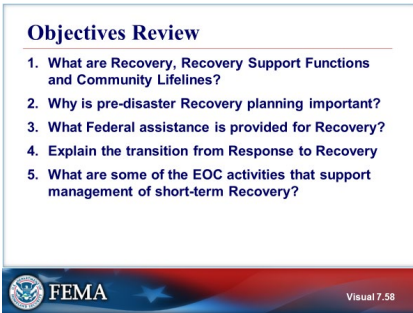 Objectives Review
1. What are Recovery, Recovery Support Functions
and Community Lifelines?
2. Why is pre-disaster Recovery planning important?
3. What Federal assistance is provided for Recovery?
4. Explain the transition from Response to Recovery
5. What are some of the EOC activities that support
management of short-term Recovery?
FEMA
Visual 7.58